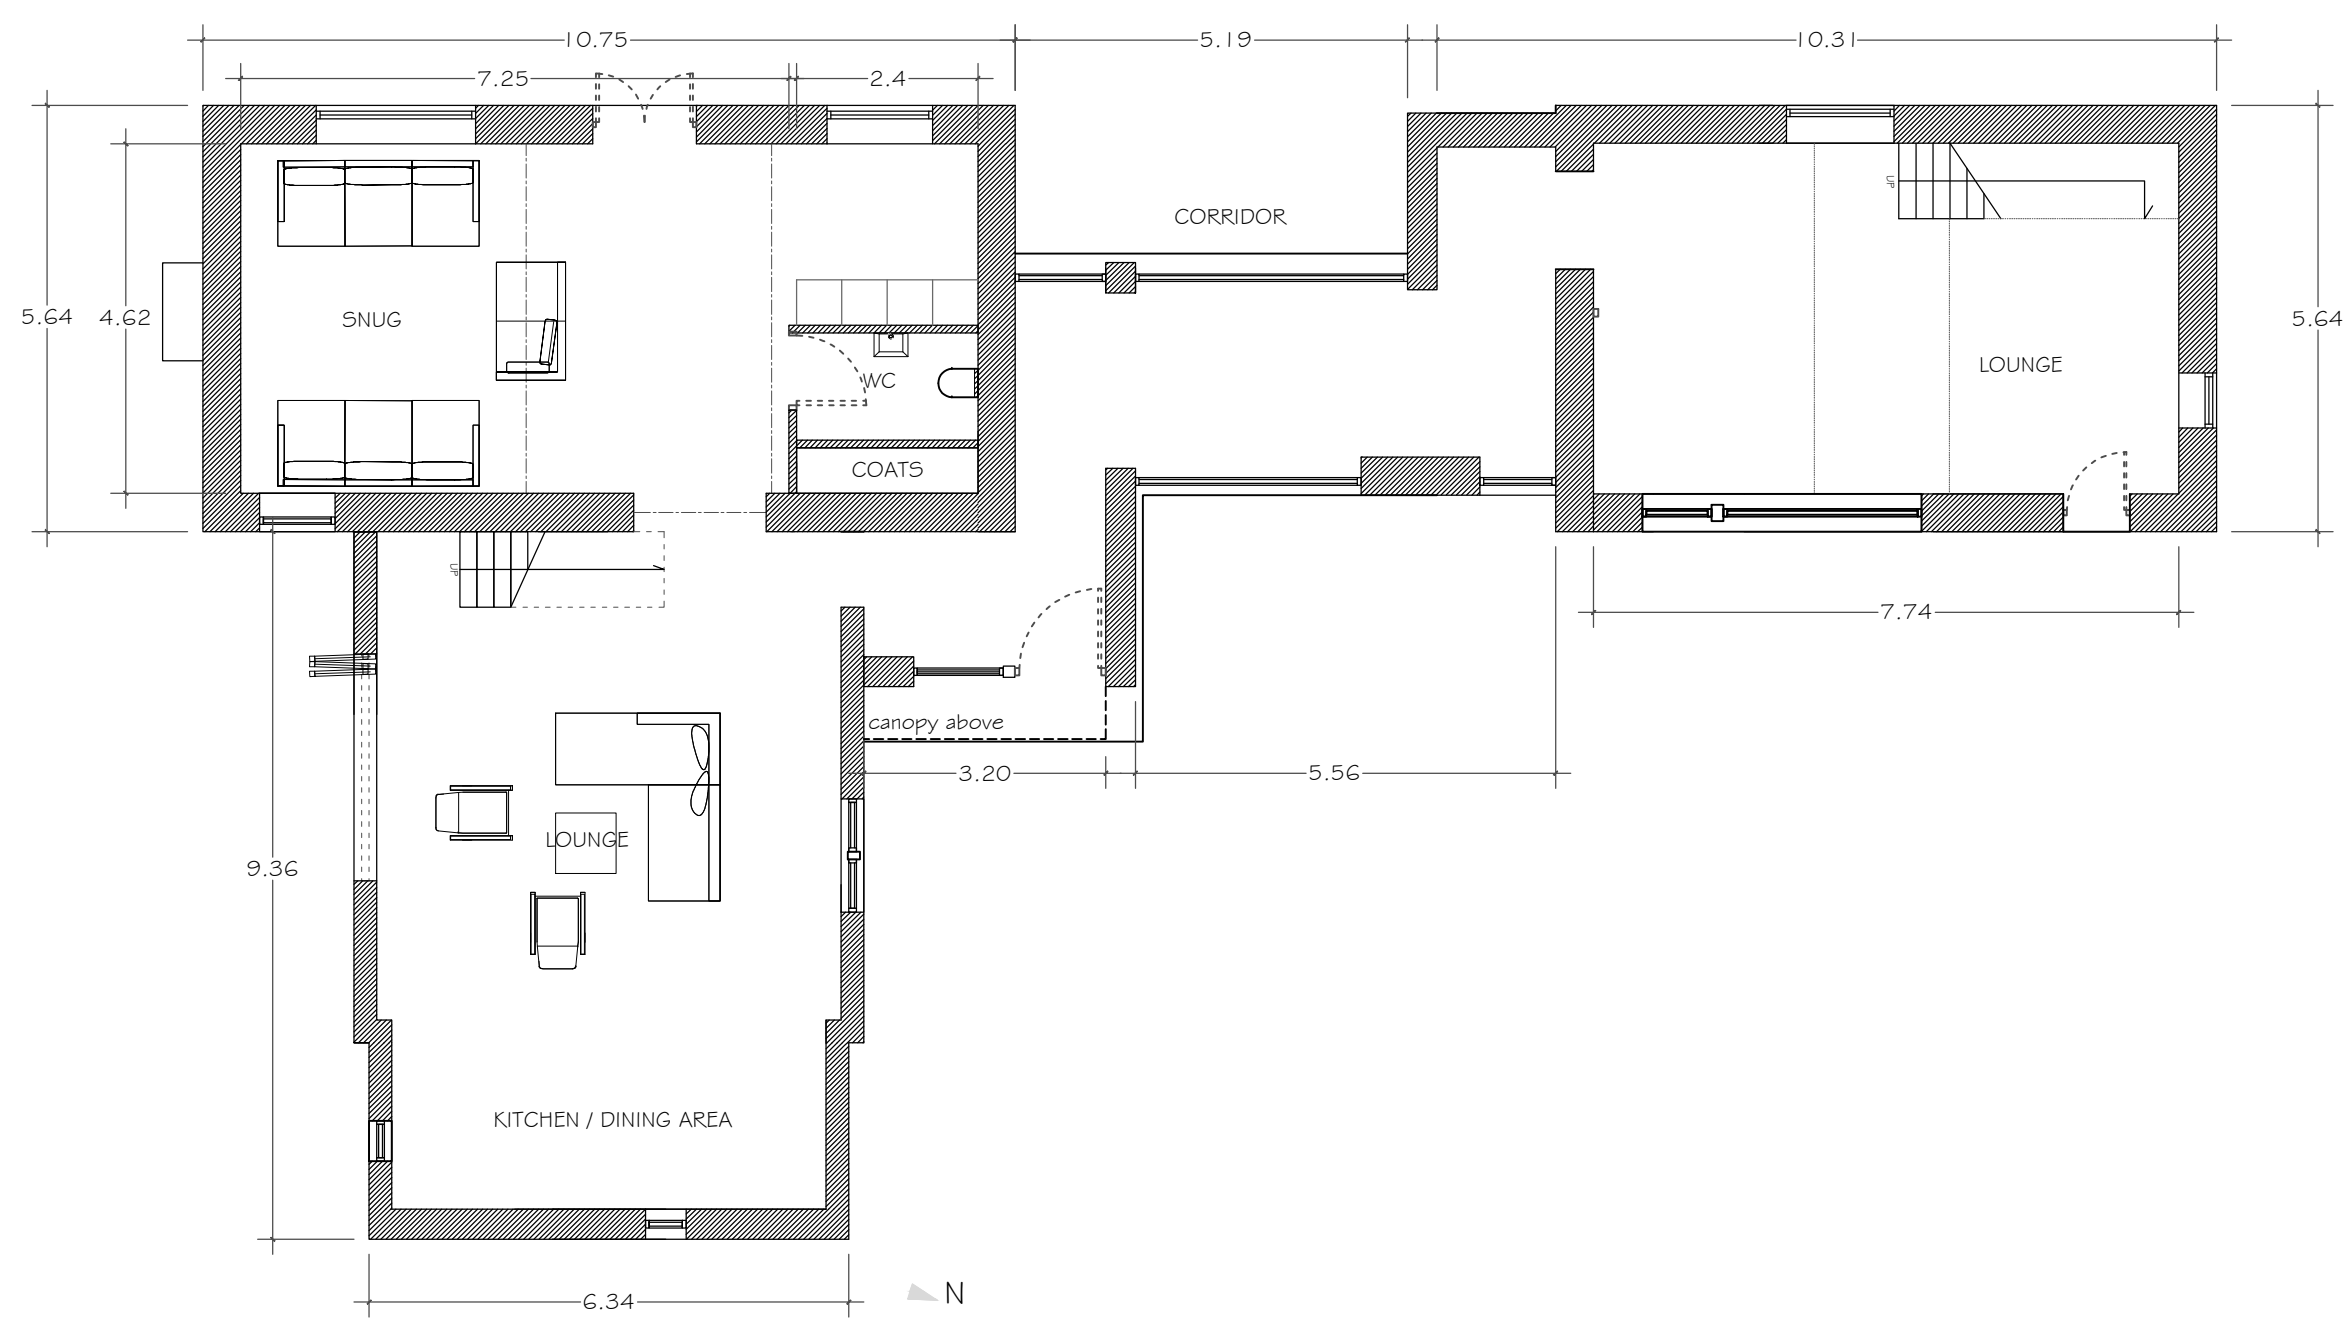 10.75
5.19
10.31
7.25
2.4
UP
CORRIDOR
5.64
4.62
SNUG
5.64
LOUNGE
WC
COATS
UP
7.74
canopy above
3.20
5.56
LOUNGE
9.36
KITCHEN / DINING AREA
N
6.34